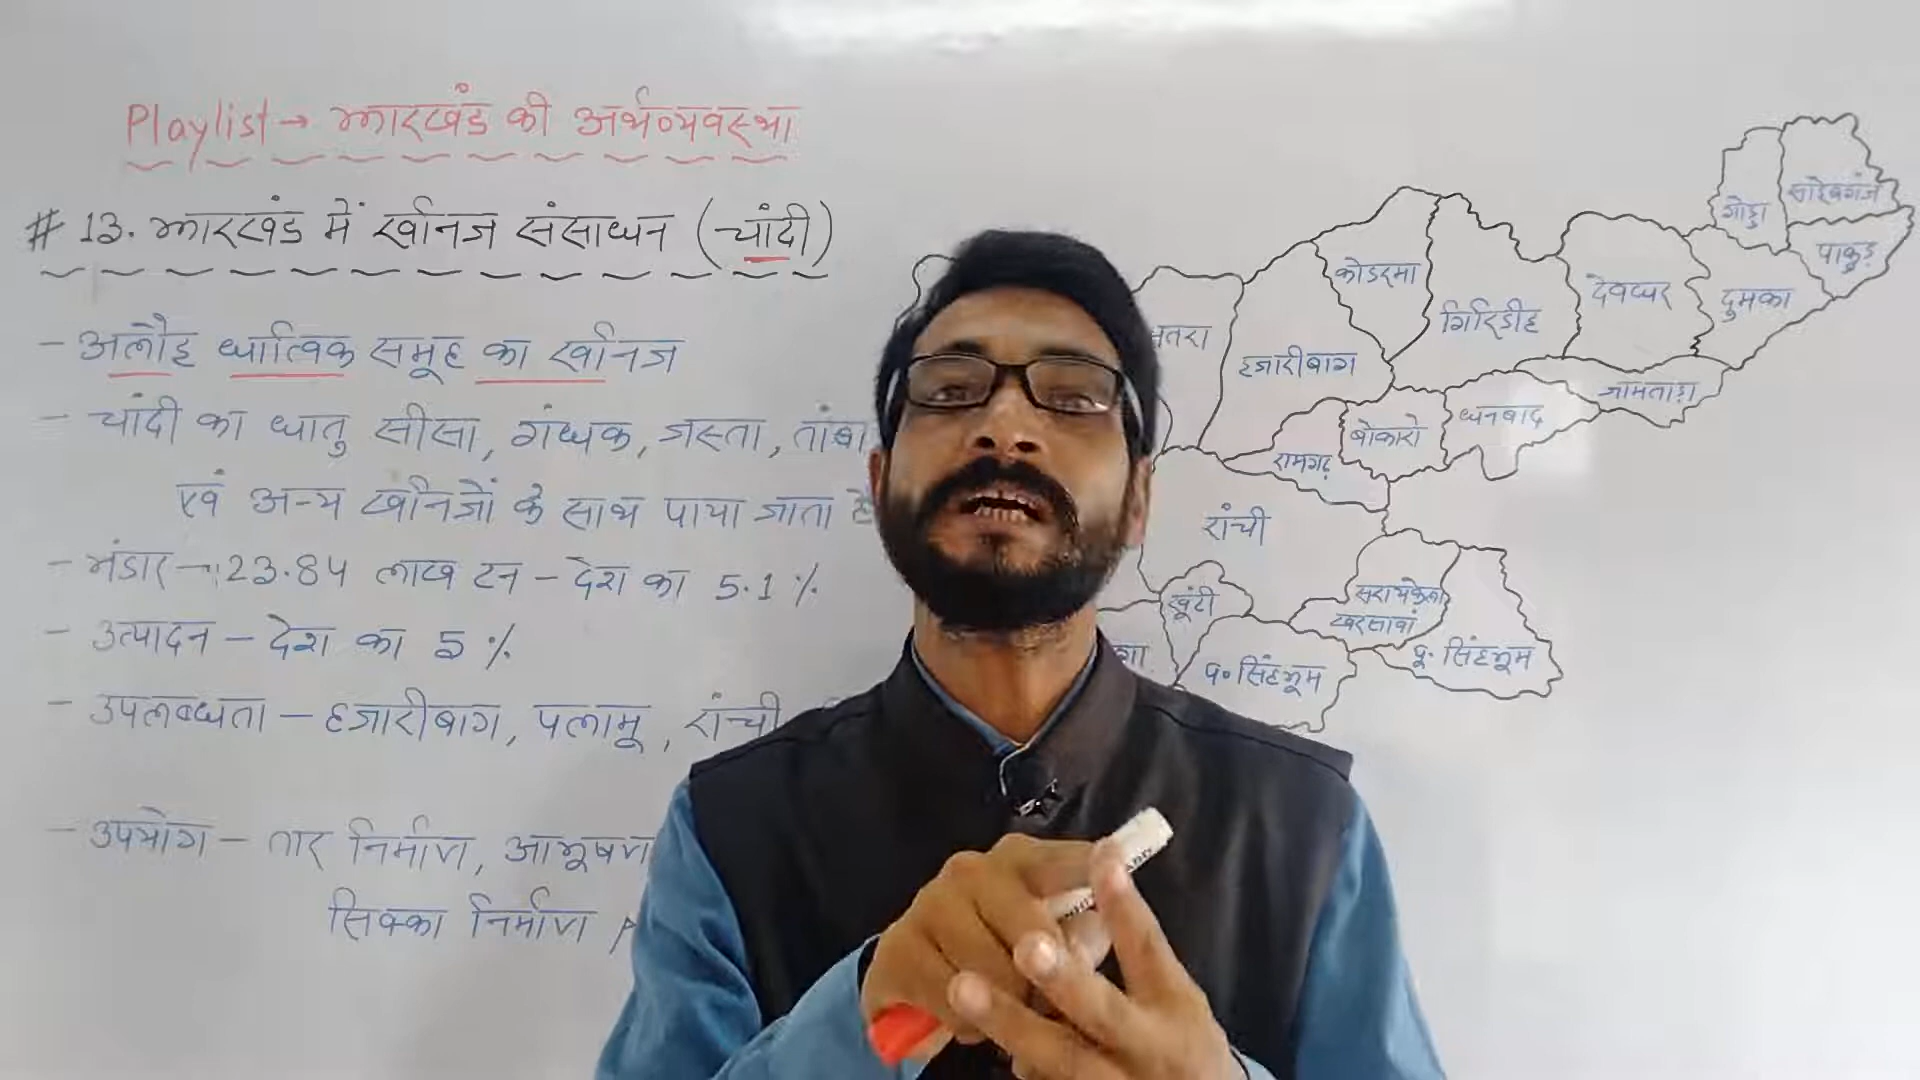 Playlist → झारखंड की अर्थव्यवस्था
# 13. झारखंड में खनिज संसाधन (चांदी)
- अलौह धात्विक समूह का खनिज
- चांदी का धातु सीसा, गंधक, जस्ता, तांबा
एवं अन्य खनिजों के साथ पाया जाता है
- भंडार → 23.84 लाख टन - देश का 5.1 %
- उत्पादन - देश का 5 %
- उपलब्धता - हजारीबाग, पलामू, रांची
- उपयोग - तार निर्माण, आभूषण
सिक्का निर्माण
साहेबगंज
गोड्डा
पाकुड़
कोडरमा
देवघर
दुमका
गिरिडीह
हजारीबाग
जामताड़ा
धनबाद
बोकारो
रामगढ़
रांची
खूंटी
सरायकेला
खरसावां
पू. सिंहभूम
प. सिंहभूम